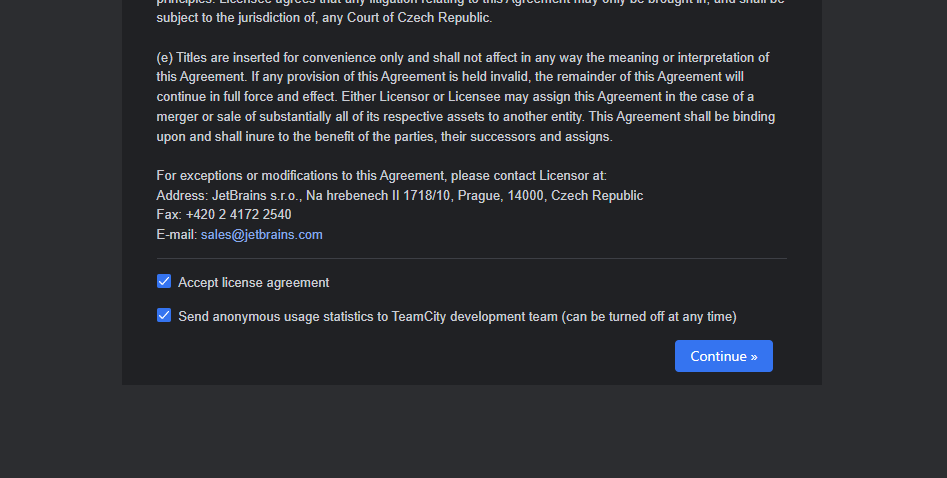 subject to the jurisdiction of, any Court of Czech Republic.
(e) Titles are inserted for convenience only and shall not affect in any way the meaning or interpretation of
this Agreement. If any provision of this Agreement is held invalid, the remainder of this Agreement will
continue in full force and effect. Either Licensor or Licensee may assign this Agreement in the case of a
merger or sale of substantially all of its respective assets to another entity. This Agreement shall be binding
upon and shall inure to the benefit of the parties, their successors and assigns.
For exceptions or modifications to this Agreement, please contact Licensor at:
Address: JetBrains s.r.o., Na hrebenech II 1718/10, Prague, 14000, Czech Republic
Fax: +420 2 4172 2540
E-mail: sales@jetbrains.com
Accept license agreement
Send anonymous usage statistics to TeamCity development team (can be turned off at any time)
Continue »